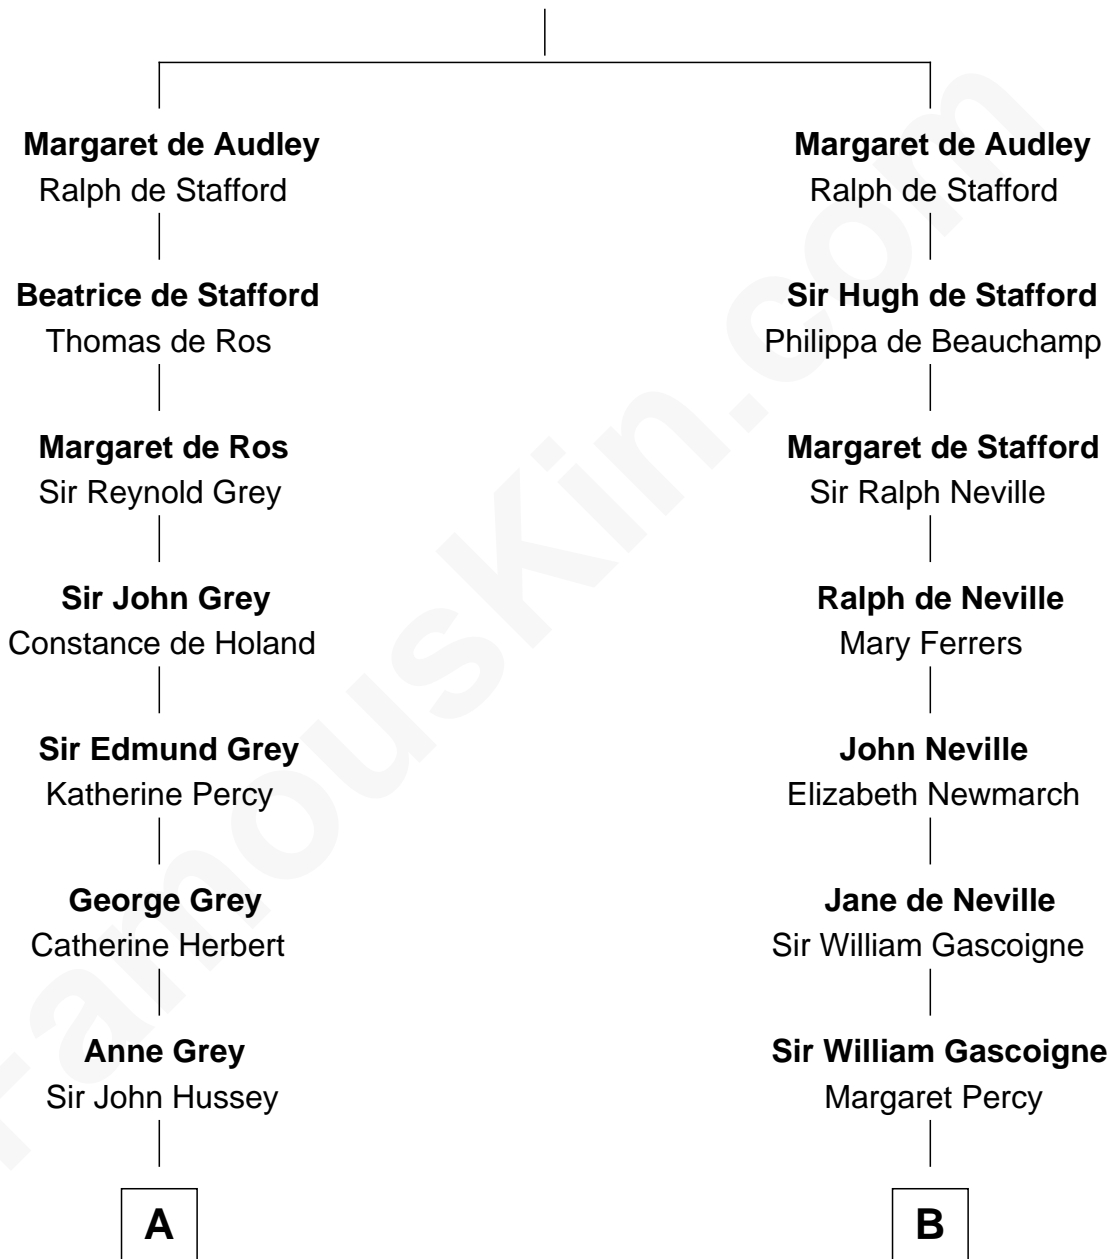 Margaret de Audley
Ralph de Stafford
Beatrice de Stafford
Thomas de Ros
Margaret de Ros
Sir Reynold Grey
Sir John Grey
Constance de Holand
Sir Edmund Grey
Katherine Percy
George Grey
Catherine Herbert
Anne Grey
Sir John Hussey
A
Margaret de Audley
Ralph de Stafford
Sir Hugh de Stafford
Philippa de Beauchamp
Margaret de Stafford
Sir Ralph Neville
Ralph de Neville
Mary Ferrers
John Neville
Elizabeth Newmarch
Jane de Neville
Sir William Gascoigne
Sir William Gascoigne
Margaret Percy
B
FamousKin.com